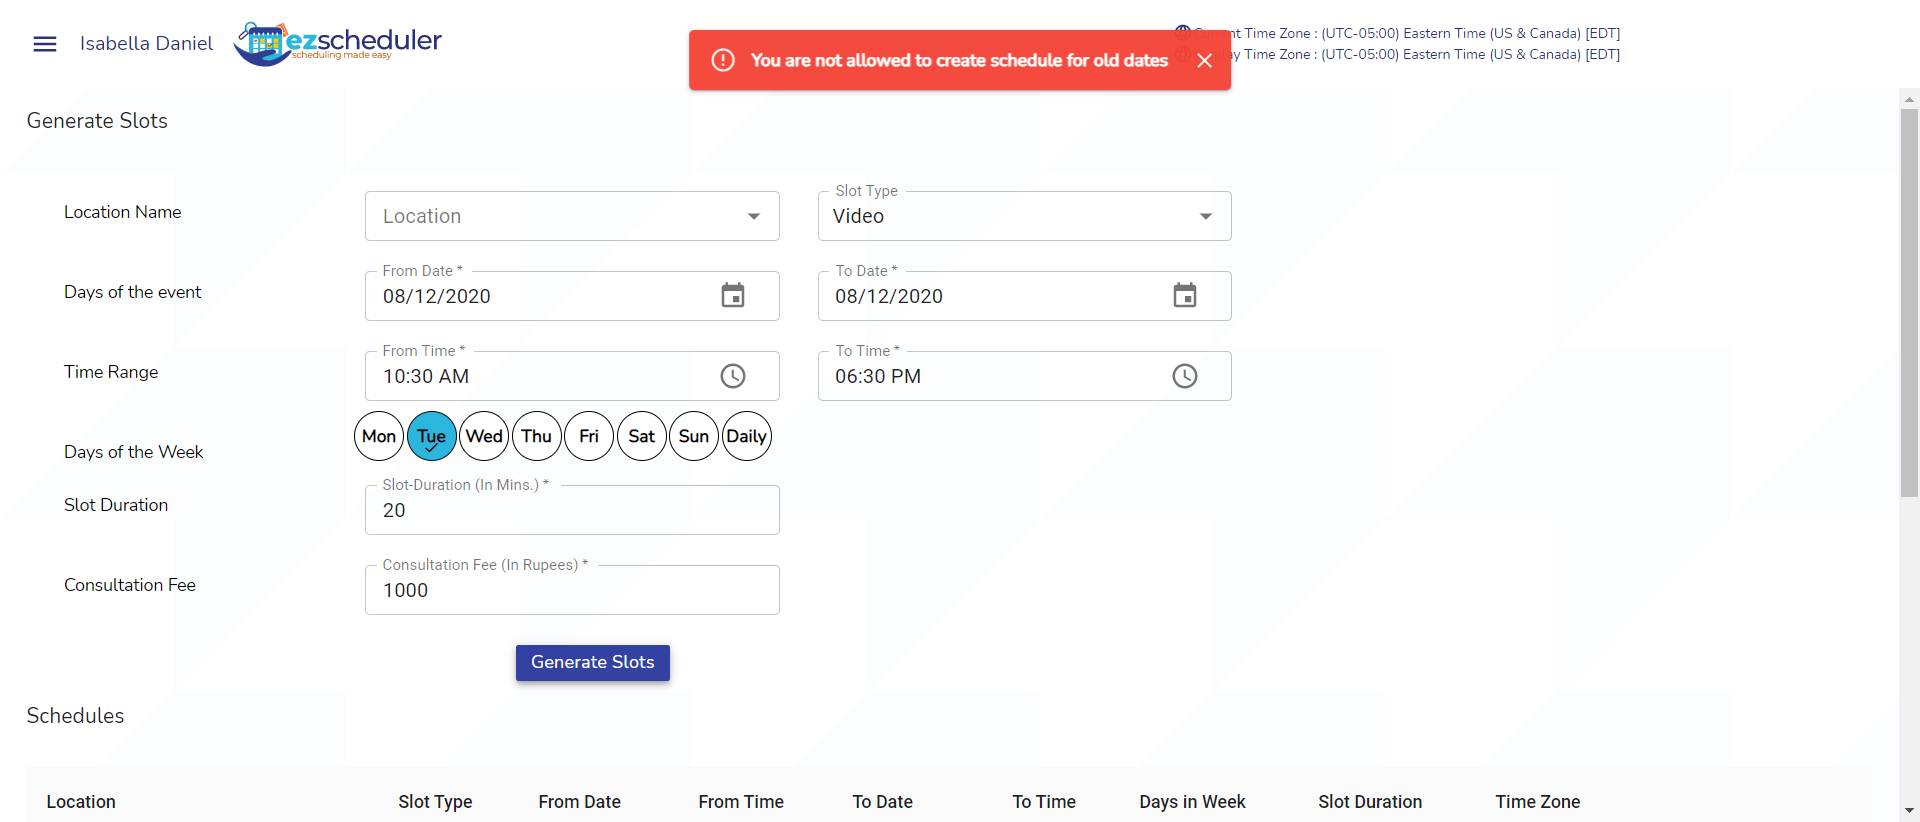 Isabella Daniel
ezscheduler
scheduling made easy
You are not allowed to create schedule for old dates
Time Zone : (UTC-05:00) Eastern Time (US & Canada) [EDT]
Time Zone : (UTC-05:00) Eastern Time (US & Canada) [EDT]
Generate Slots
Location Name
Location
Slot Type
Video
Days of the event
From Date *
08/12/2020
To Date *
08/12/2020
Time Range
From Time *
10:30 AM
To Time *
06:30 PM
Days of the Week
Mon Tue Wed Thu Fri Sat Sun Daily
Slot Duration
Slot-Duration (In Mins.) *
20
Consultation Fee
Consultation Fee (In Rupees) *
1000
Generate Slots
Schedules
Location Slot Type From Date From Time To Date To Time Days in Week Slot Duration Time Zone